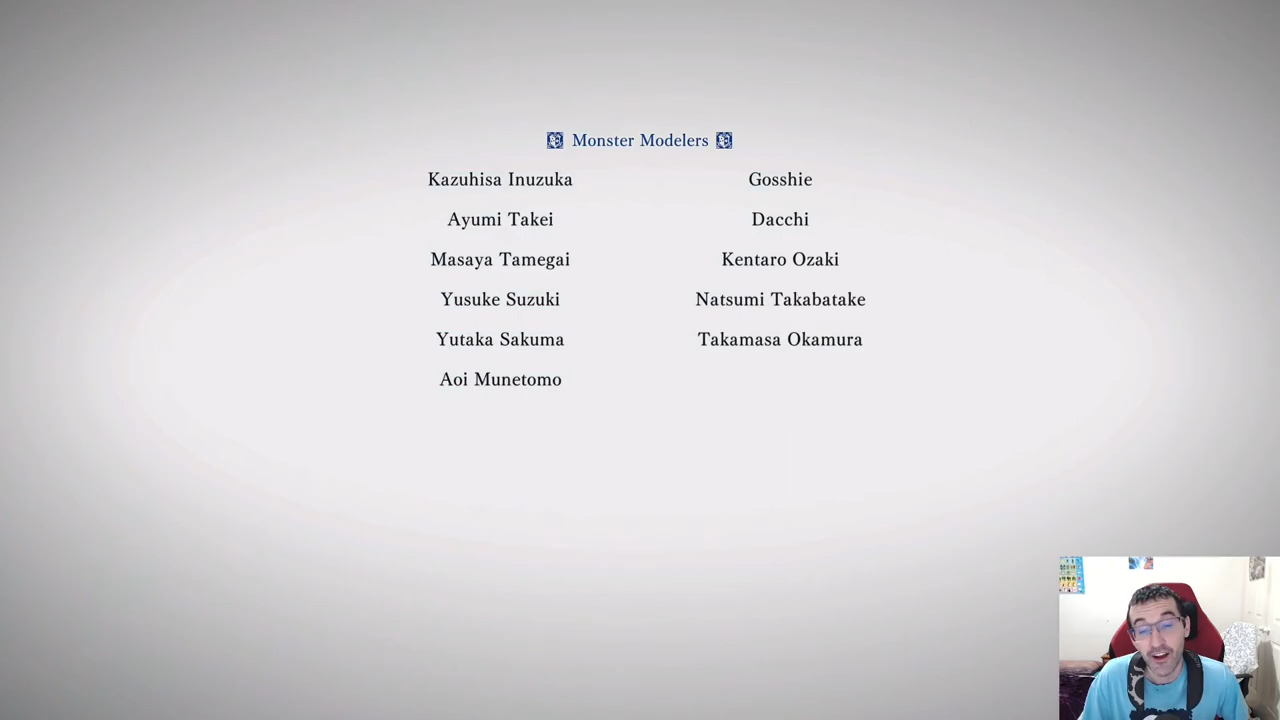 Monster Modelers
Kazuhisa Inuzuka
Gosshie
Ayumi Takei
Dacchi
Masaya Tamegai
Kentaro Ozaki
Yusuke Suzuki
Natsumi Takabatake
Yutaka Sakuma
Takamasa Okamura
Aoi Munetomo